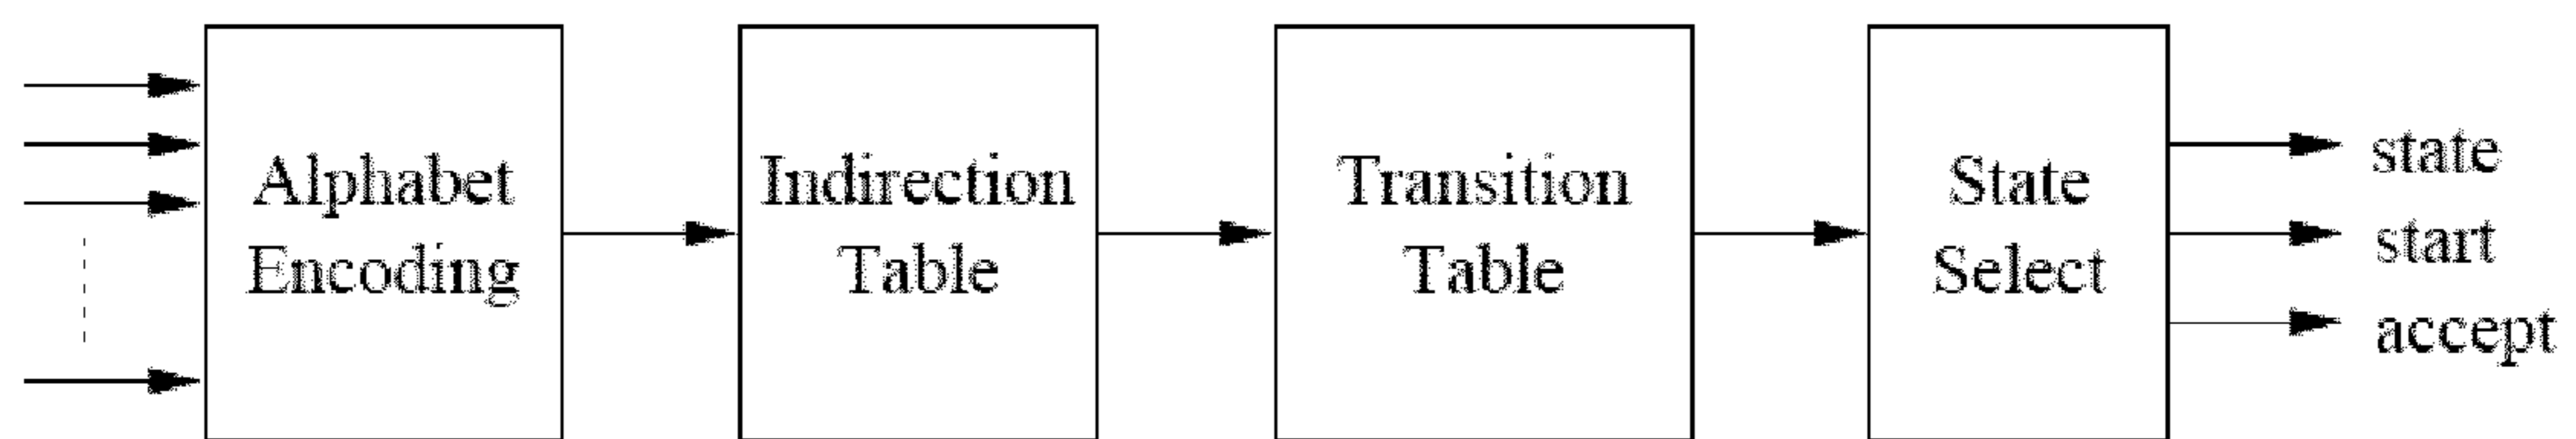 Alphabet
Encoding
Indirection
Table
Transition
Table
State
Select
state
start
accept